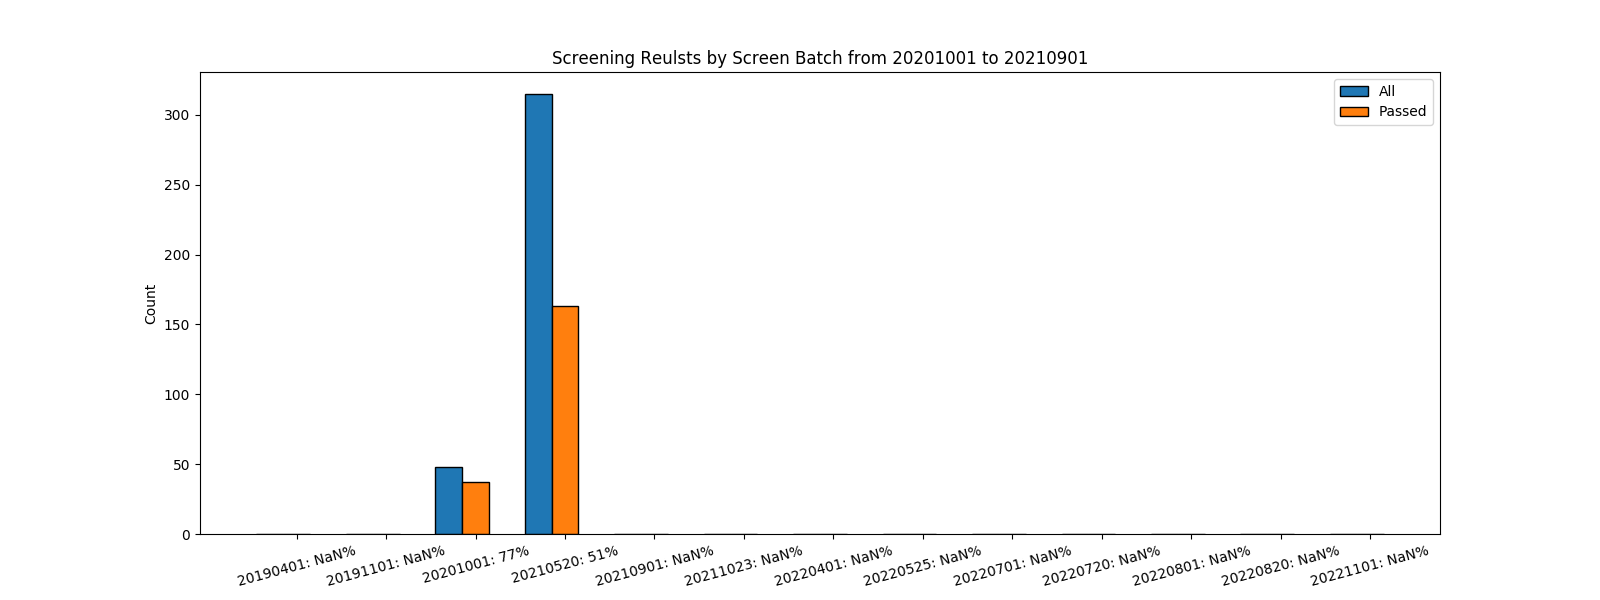 Screening Reulsts by Screen Batch from 20201001 to 20210901
All
Passed
Count
300
250
200
150
100
50
0
20190401: NaN%
20191101: NaN%
20201001: 77%
20210520: 51%
20210901: NaN%
20211023: NaN%
20220401: NaN%
20220525: NaN%
20220701: NaN%
20220720: NaN%
20220801: NaN%
20220820: NaN%
20221101: NaN%